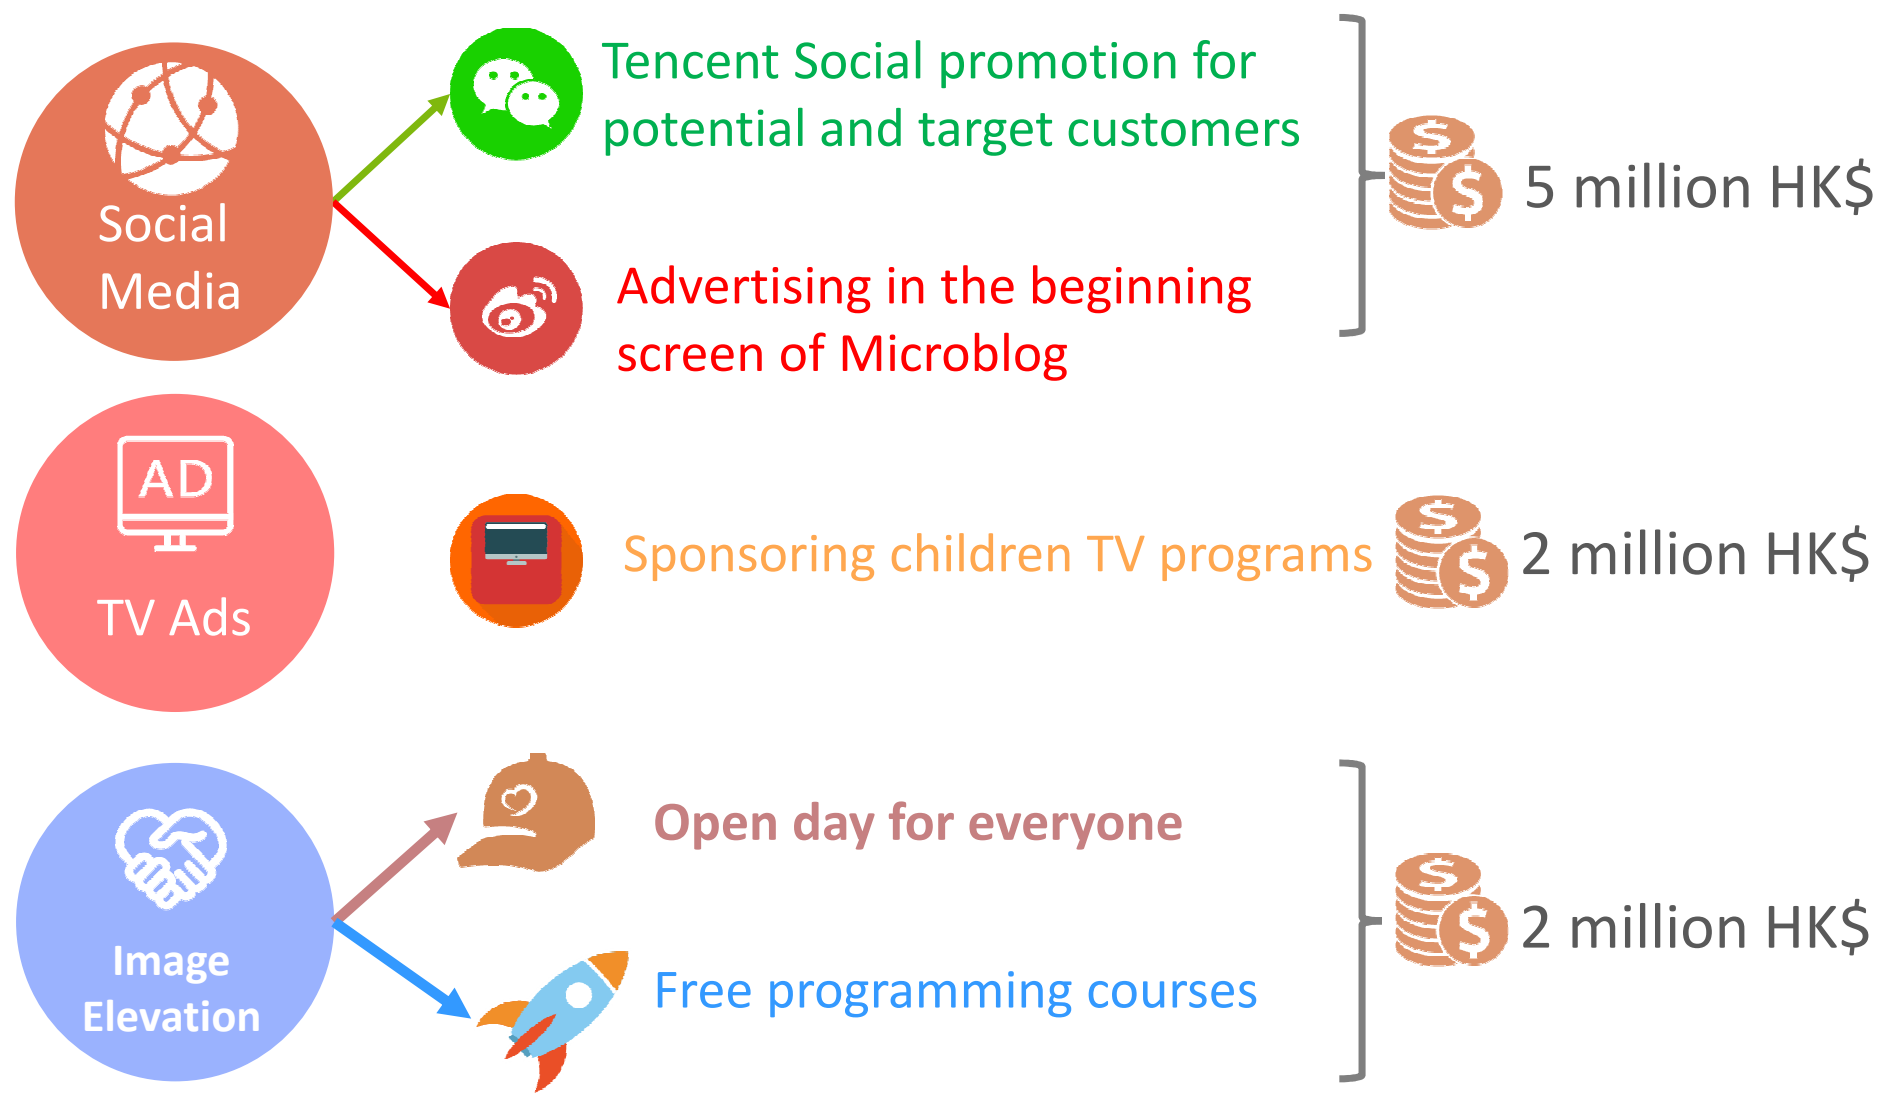 Social
Media
Tencent Social promotion for
potential and target customers
Advertising in the beginning
screen of Microblog
$
$
5 million HK$
AD
TV Ads
Sponsoring children TV programs
$
$
2 million HK$
Image
Elevation
Open day for everyone
Free programming courses
$
$
2 million HK$